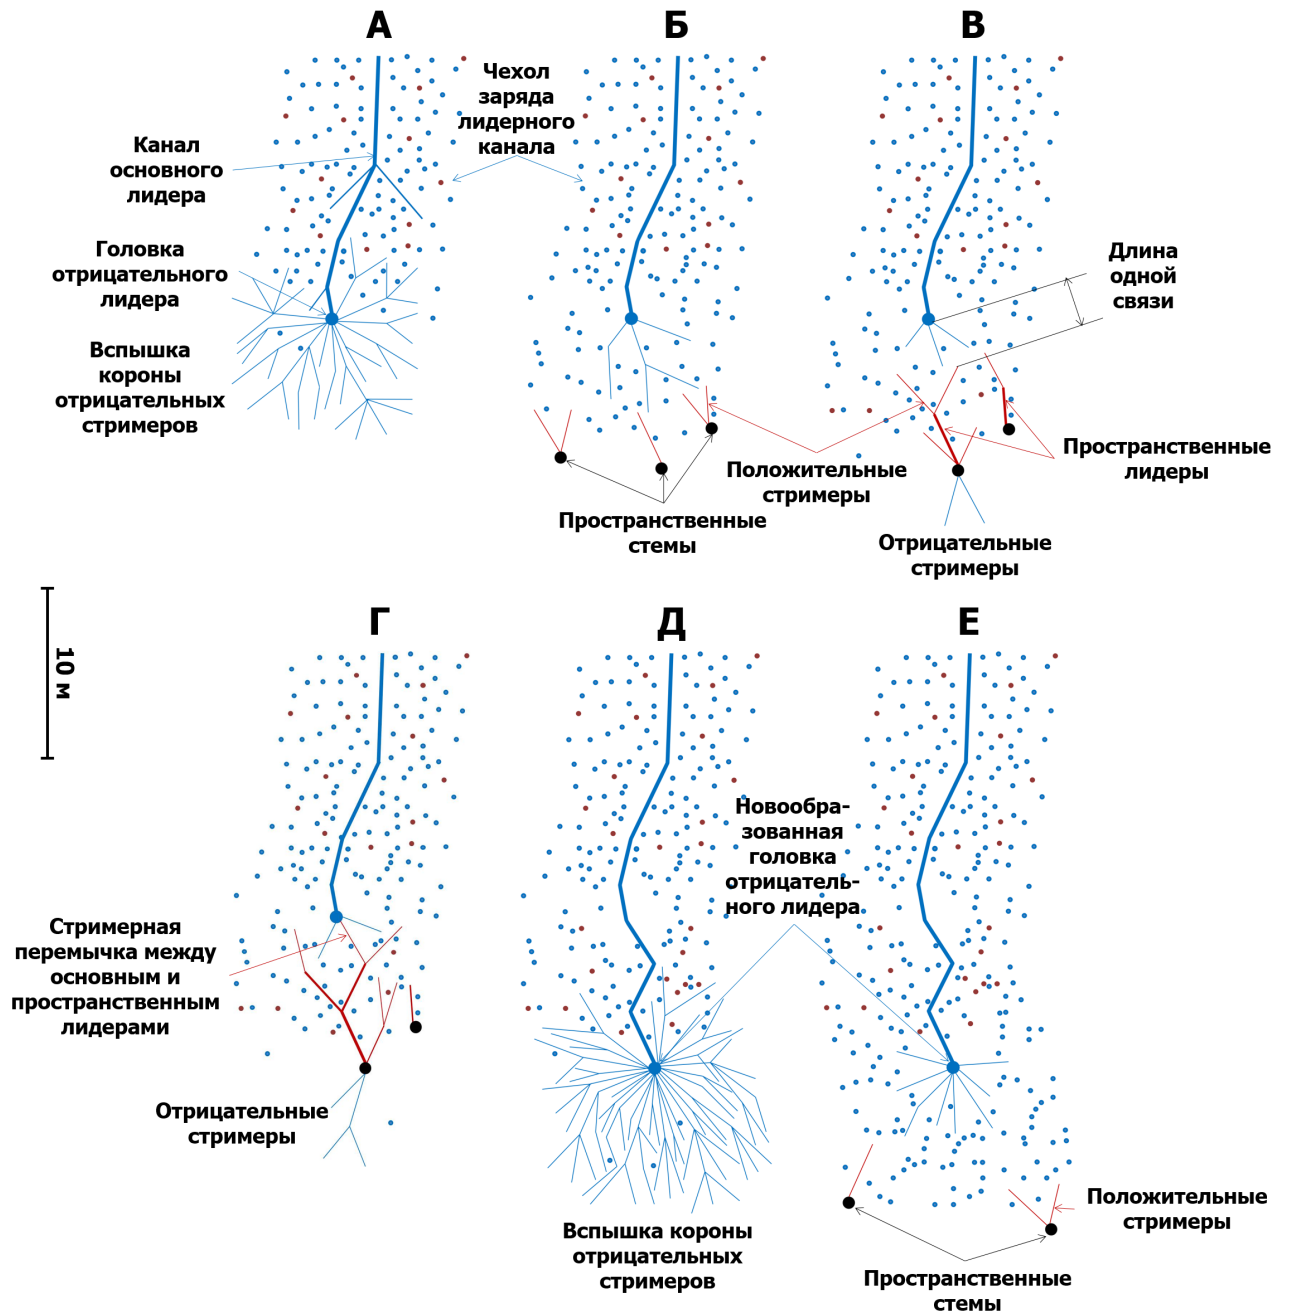 А
Б
В
Чехол
заряда
лидерного
канала
Канал
основного
лидера
Головка
отрицательного
лидера
Вспышка
короны
отрицательных
стримеров
Длина
одной
связи
Положительные
стримеры
Пространственные
лидеры
Пространственные
стемы
Отрицательные
стримеры
10 м
Г
Д
Е
Новообра-
зованная
головка
отрицатель-
ного лидера
Стримерная
перемычка между
основным и
пространственным
лидерами
Отрицательные
стримеры
Вспышка короны
отрицательных
стримеров
Положительные
стримеры
Пространственные
стемы